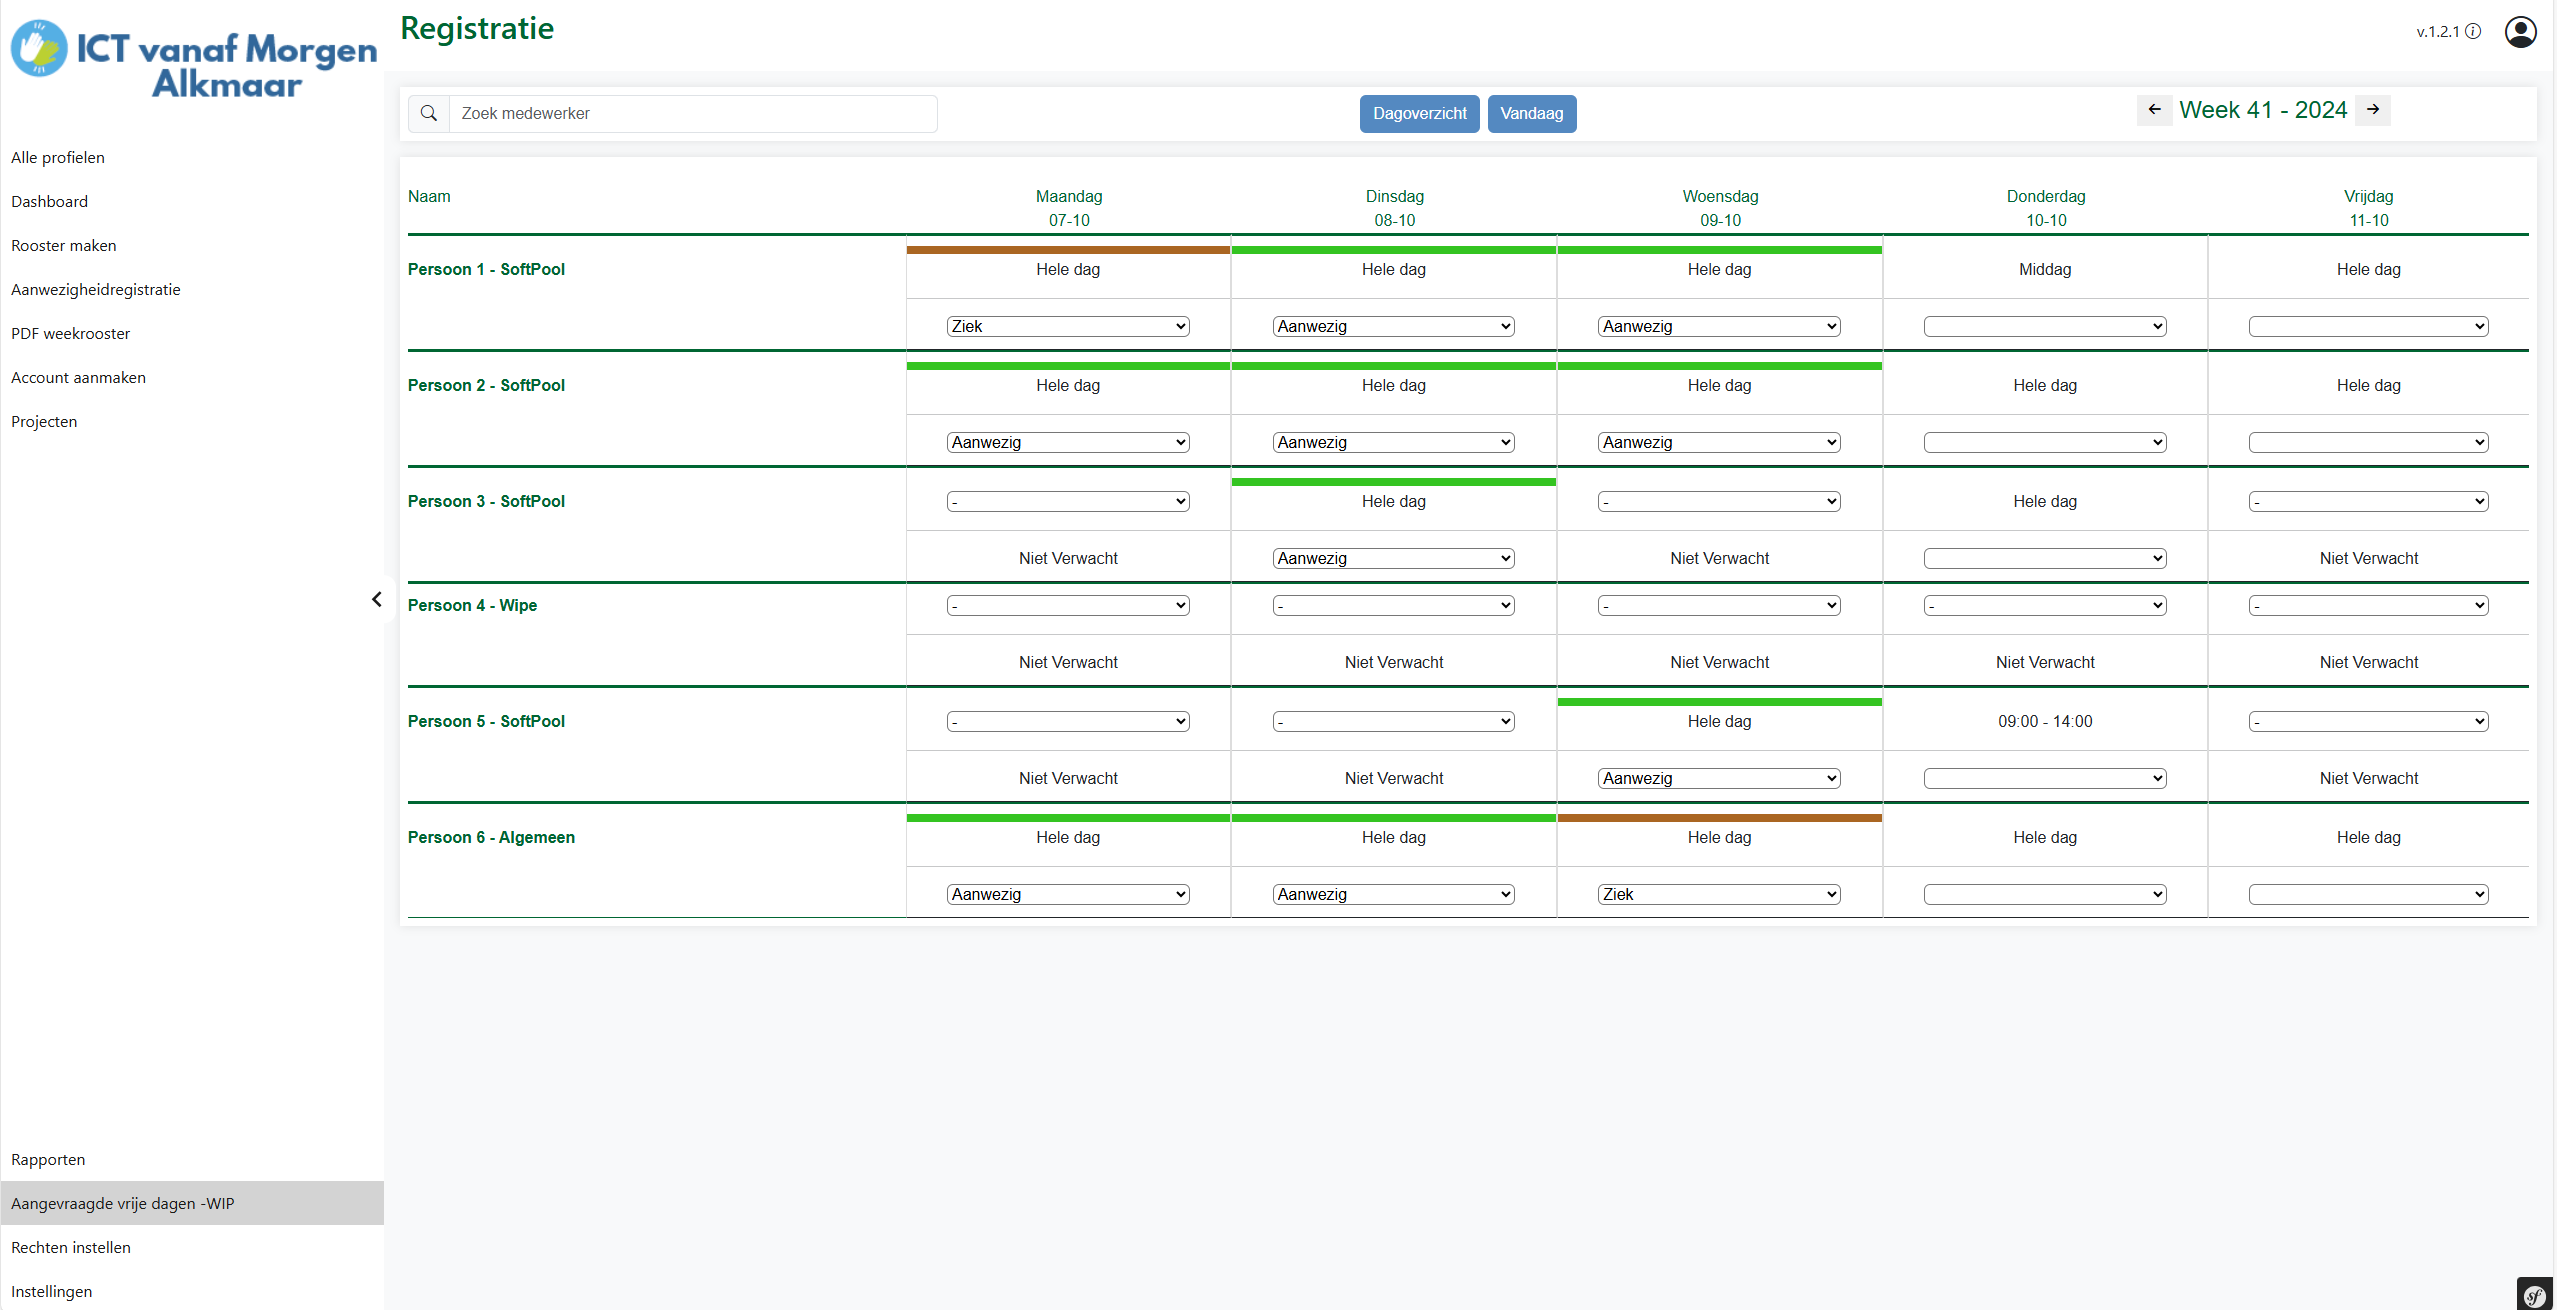 ICT vanaf Morgen
Alkmaar
Registratie
v.1.2.1
Alle profielen
Dashboard
Rooster maken
Aanwezigheidregistratie
PDF weekrooster
Account aanmaken
Projecten
Rapporten
Aangevraagde vrije dagen -WIP
Rechten instellen
Instellingen
Zoek medewerker
Dagoverzicht Vandaag
Week 41 - 2024
Naam Maandag Dinsdag Woensdag Donderdag Vrijdag
07-10 08-10 09-10 10-10 11-10
Persoon 1 - SoftPool Hele dag Hele dag Hele dag Middag Hele dag
Ziek Aanwezig Aanwezig
Persoon 2 - SoftPool Hele dag Hele dag Hele dag Hele dag Hele dag
Aanwezig Aanwezig Aanwezig
Persoon 3 - SoftPool - Hele dag - Hele dag -
Niet Verwacht Aanwezig Niet Verwacht Niet Verwacht
Persoon 4 - Wipe - - - - -
Niet Verwacht Niet Verwacht Niet Verwacht Niet Verwacht Niet Verwacht
Persoon 5 - SoftPool - - Hele dag 09:00 - 14:00 -
Niet Verwacht Niet Verwacht Aanwezig Niet Verwacht
Persoon 6 - Algemeen Hele dag Hele dag Hele dag Hele dag Hele dag
Aanwezig Aanwezig Ziek
sf